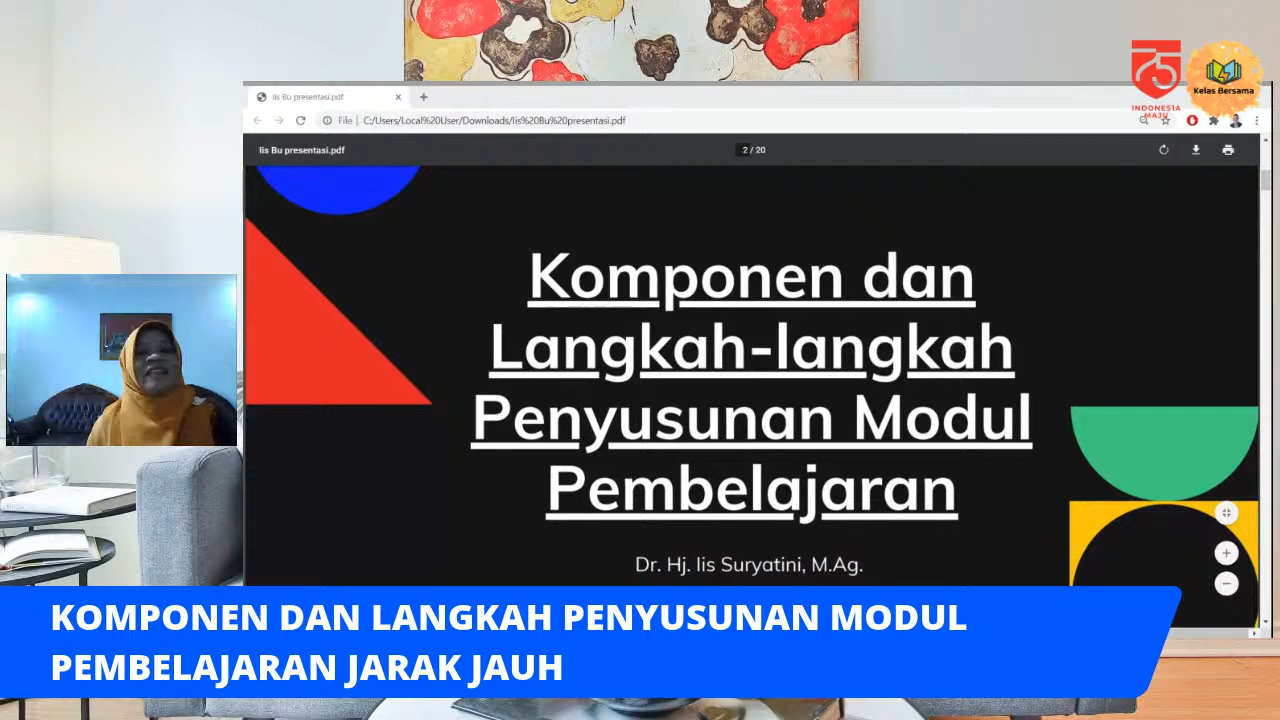 INDONESIA
MAJU
Kelas Bersama
Iis Bu presentasi.pdf
File | C:/Users/Local%20User/Downloads/Iis%20Bu%20presentasi.pdf
Iis Bu presentasi.pdf
2 / 20
Komponen dan
Langkah-langkah
Penyusunan Modul
Pembelajaran
Dr. Hj. Iis Suryatini, M.Ag.
KOMPONEN DAN LANGKAH PENYUSUNAN MODUL
PEMBELAJARAN JARAK JAUH